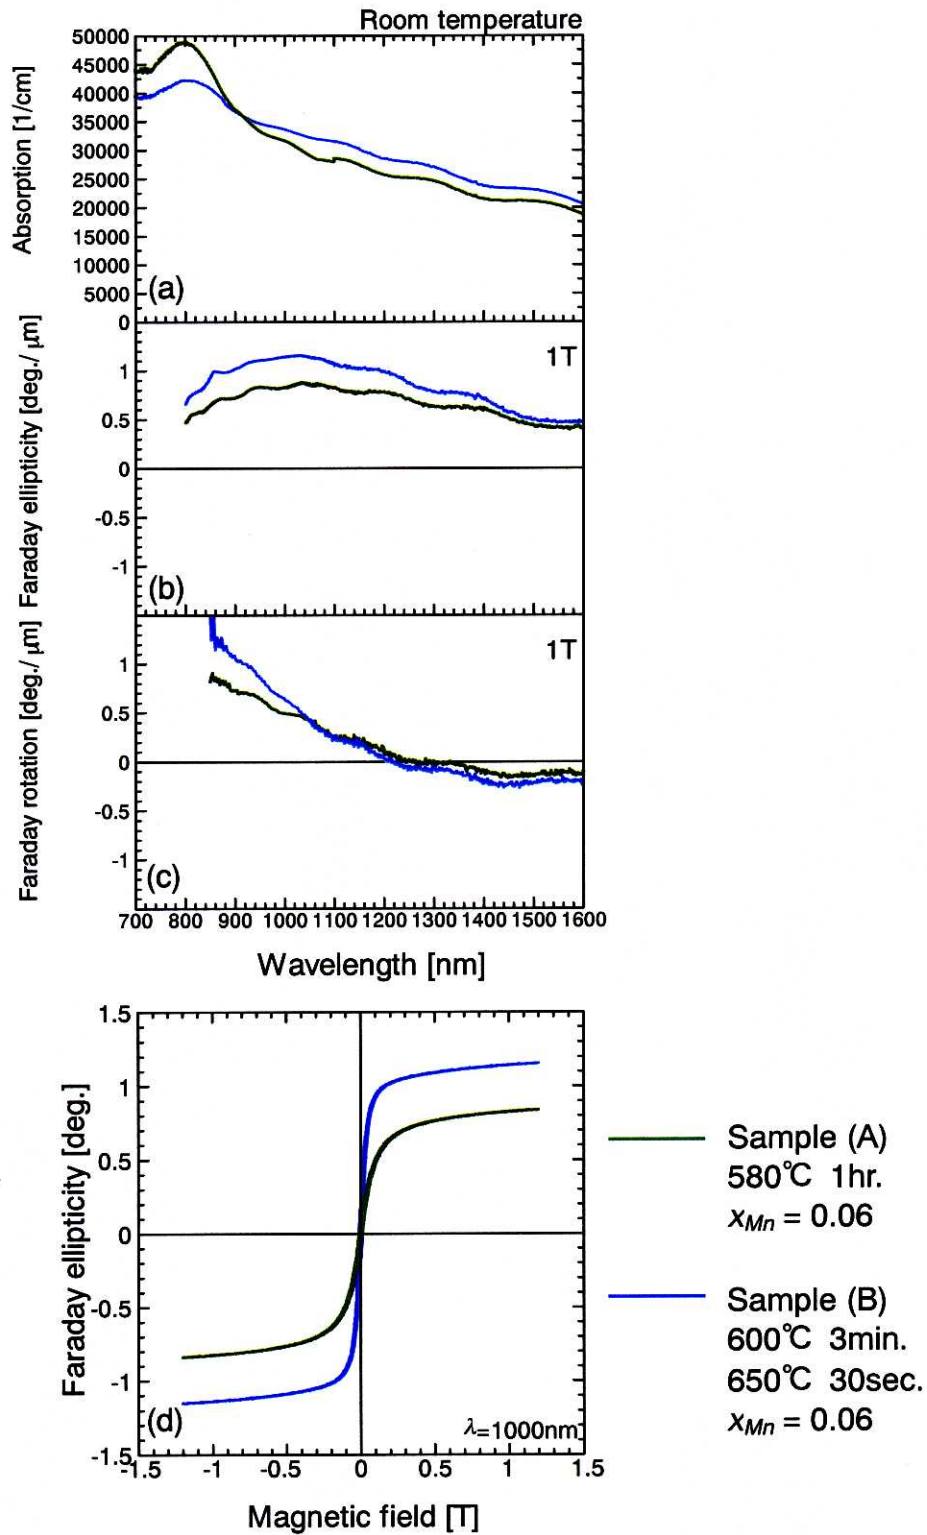 Room temperature
Absorption [1/cm]
50000
45000
40000
35000
30000
25000
20000
15000
10000
5000
0
(a)
Faraday ellipticity [deg./ μm]
1T
1
0.5
0
-0.5
-1
(b)
Faraday rotation [deg./ μm]
1T
1
0.5
0
-0.5
-1
(c)
700 800 900 1000 1100 1200 1300 1400 1500 1600
Wavelength [nm]
Faraday ellipticity [deg.]
1.5
1
0.5
0
-0.5
-1
-1.5
(d)
λ=1000nm
-1.5 -1 -0.5 0 0.5 1 1.5
Magnetic field [T]
Sample (A)
580℃ 1hr.
xMn = 0.06
Sample (B)
600℃ 3min.
650℃ 30sec.
xMn = 0.06